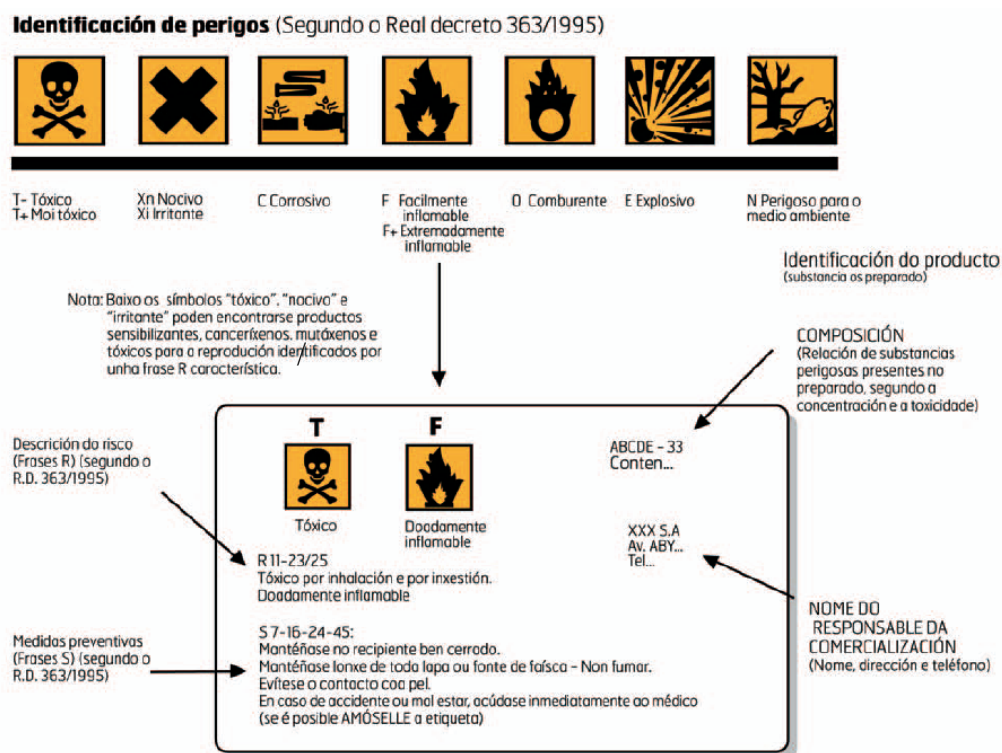 Identificación de perigos (Segundo o Real decreto 363/1995)
T- Tóxico
T+ Moi tóxico
Xn Nocivo
Xi Irritante
C Corrosivo
F Facilmente
inflamable
F+ Extremadamente
inflamable
O Comburente
E Explosivo
N Perigoso para o
medio ambiente
Identificación do producto
(substancia os preparado)
Nota: Baixo os símbolos "tóxico", "nocivo" e
"irritante" poden encontrarse productos
sensibilizantes, canceríxenos, mutáxenos e
tóxicos para a reprodución identificados por
unha frase R característica.
COMPOSICIÓN
(Relación de substancias
perigosas presentes no
preparado, segundo a
concentración e a toxicidade)
Descrición do risco
(Frases R) (segundo o
R.D. 363/1995)
T
F
Tóxico
Doadamente
inflamable
ABCDE - 33
Conten...
XXX S.A
Av. ABY...
Tel...
R 11-23/25
Tóxico por inhalación e por inxestión.
Doadamente inflamable
NOME DO
RESPONSABLE DA
COMERCIALIZACIÓN
(Nome, dirección e teléfono)
Medidas preventivas
(Frases S) (segundo o
R.D. 363/1995)
S 7-16-24-45:
Mantéñase no recipiente ben cerrado.
Mantéñase lonxe de toda lapa ou fonte de faísca - Non fumar.
Evítese o contacto coa pel.
En caso de accidente ou mal estar, acúdase inmediatamente ao médico
(se é posible AMÓSELLE a etiqueta)